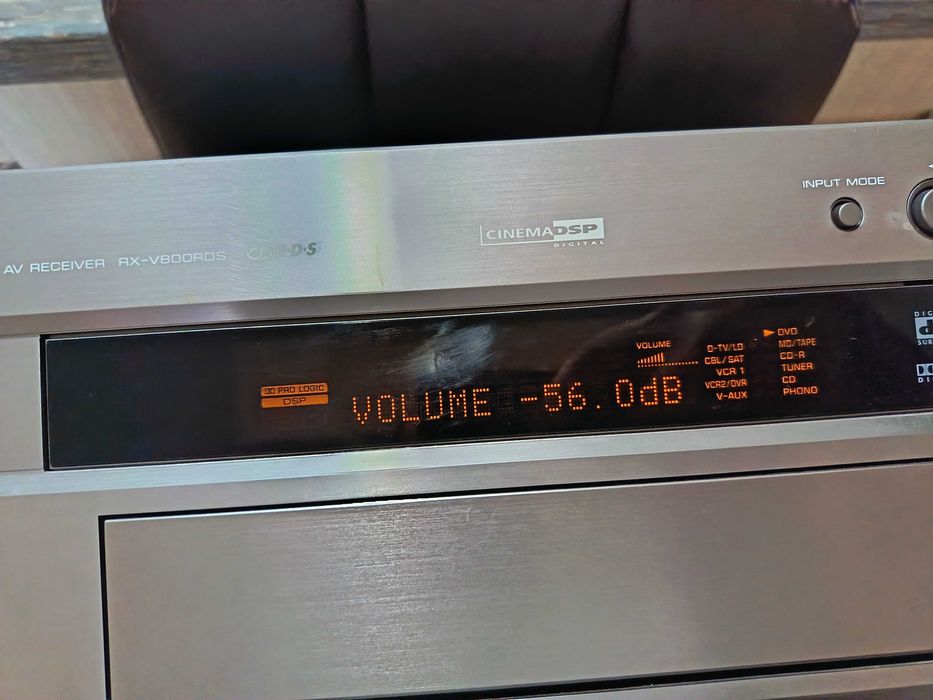 INPUT MODE
CINEMA DSP
DIGITAL
AV RECEIVER RX-V800RDS R·D·S
VOLUME
D-TV/LD
CBL/SAT
VCR 1
VCR2/DVR
V-AUX
DVD
MD/TAPE
CD-R
TUNER
CD
PHONO
PRO LOGIC
DSP
VOLUME -56.0dB